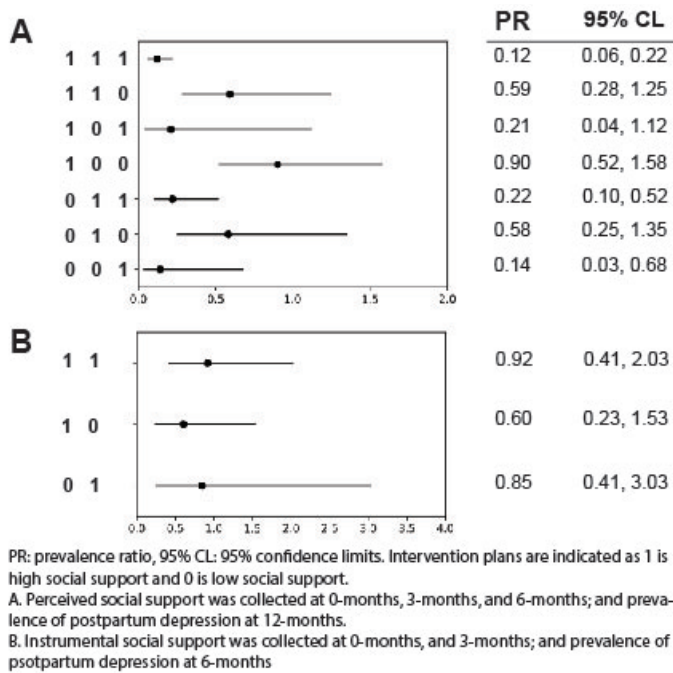 PR 95% CL
A
1 1 1 0.12 0.06, 0.22
1 1 0 0.59 0.28, 1.25
1 0 1 0.21 0.04, 1.12
1 0 0 0.90 0.52, 1.58
0 1 1 0.22 0.10, 0.52
0 1 0 0.58 0.25, 1.35
0 0 1 0.14 0.03, 0.68
0.0 0.5 1.0 1.5 2.0
B
1 1 0.92 0.41, 2.03
1 0 0.60 0.23, 1.53
0 1 0.85 0.41, 3.03
0.0 0.5 1.0 1.5 2.0 2.5 3.0 3.5 4.0
PR: prevalence ratio, 95% CL: 95% confidence limits. Intervention plans are indicated as 1 is
high social support and 0 is low social support.
A. Perceived social support was collected at 0-months, 3-months, and 6-months; and preva-
lence of postpartum depression at 12-months.
B. Instrumental social support was collected at 0-months, and 3-months; and prevalence of
psotpartum depression at 6-months